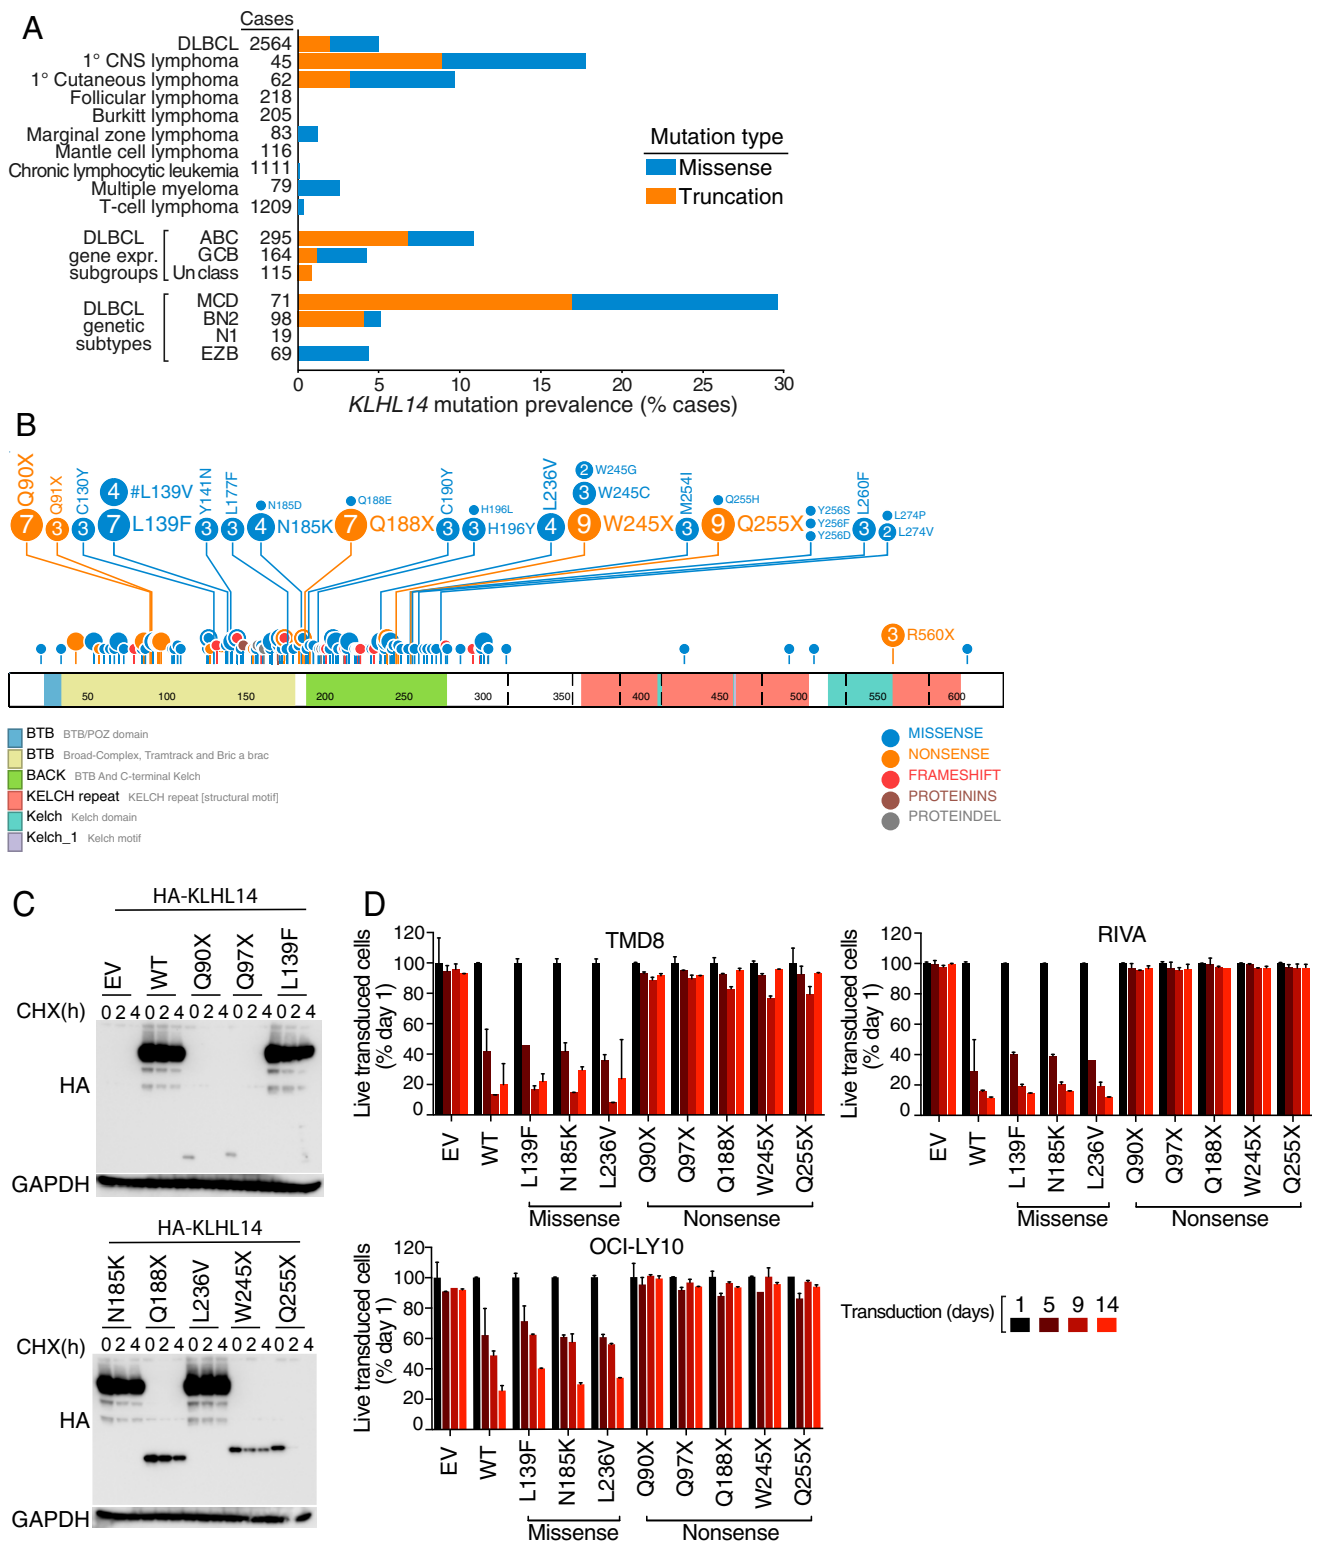 A
Cases
DLBCL 2564
1° CNS lymphoma 45
1° Cutaneous lymphoma 62
Follicular lymphoma 218
Burkitt lymphoma 205
Marginal zone lymphoma 83
Mantle cell lymphoma 116
Chronic lymphocytic leukemia 1111
Multiple myeloma 79
T-cell lymphoma 1209
Mutation type
Missense
Truncation
DLBCL gene expr. subgroups
ABC 295
GCB 164
Unclass 115
DLBCL genetic subtypes
MCD 71
BN2 98
N1 19
EZB 69
0 5 10 15 20 25 30
KLHL14 mutation prevalence (% cases)
B
7 Q90X
3 Q91X
3 C130Y
4 #L139V
7 L139F
3 Y141N
3 L177F
N185D
4 N185K
Q188E
7 Q188X
3 C190Y
H196L
3 H196Y
4 L236V
2 W245G
3 W245C
9 W245X
3 M254I
Q255H
9 Q255X
Y256S
Y256F
Y256D
3 L260F
L274P
2 L274V
3 R560X
50 100 150 200 250 300 350 400 450 500 550 600
BTB BTB/POZ domain
BTB Broad-Complex, Tramtrack and Bric a brac
BACK BTB And C-terminal Kelch
KELCH repeat KELCH repeat [structural motif]
Kelch Kelch domain
Kelch_1 Kelch motif
MISSENSE
NONSENSE
FRAMESHIFT
PROTEININS
PROTEINDEL
C
HA-KLHL14
EV WT Q90X Q97X L139F
CHX(h) 0 2 4 0 2 4 0 2 4 0 2 4 0 2 4
HA
GAPDH
HA-KLHL14
N185K Q188X L236V W245X Q255X
CHX(h) 0 2 4 0 2 4 0 2 4 0 2 4 0 2 4
HA
GAPDH
D
TMD8
Live transduced cells (% day 1)
120
100
80
60
40
20
0
EV WT L139F N185K L236V Q90X Q97X Q188X W245X Q255X
Missense Nonsense
RIVA
Live transduced cells (% day 1)
120
100
80
60
40
20
0
EV WT L139F N185K L236V Q90X Q97X Q188X W245X Q255X
Missense Nonsense
OCI-LY10
Live transduced cells (% day 1)
120
100
80
60
40
20
0
EV WT L139F N185K L236V Q90X Q97X Q188X W245X Q255X
Missense Nonsense
Transduction (days) 1 5 9 14